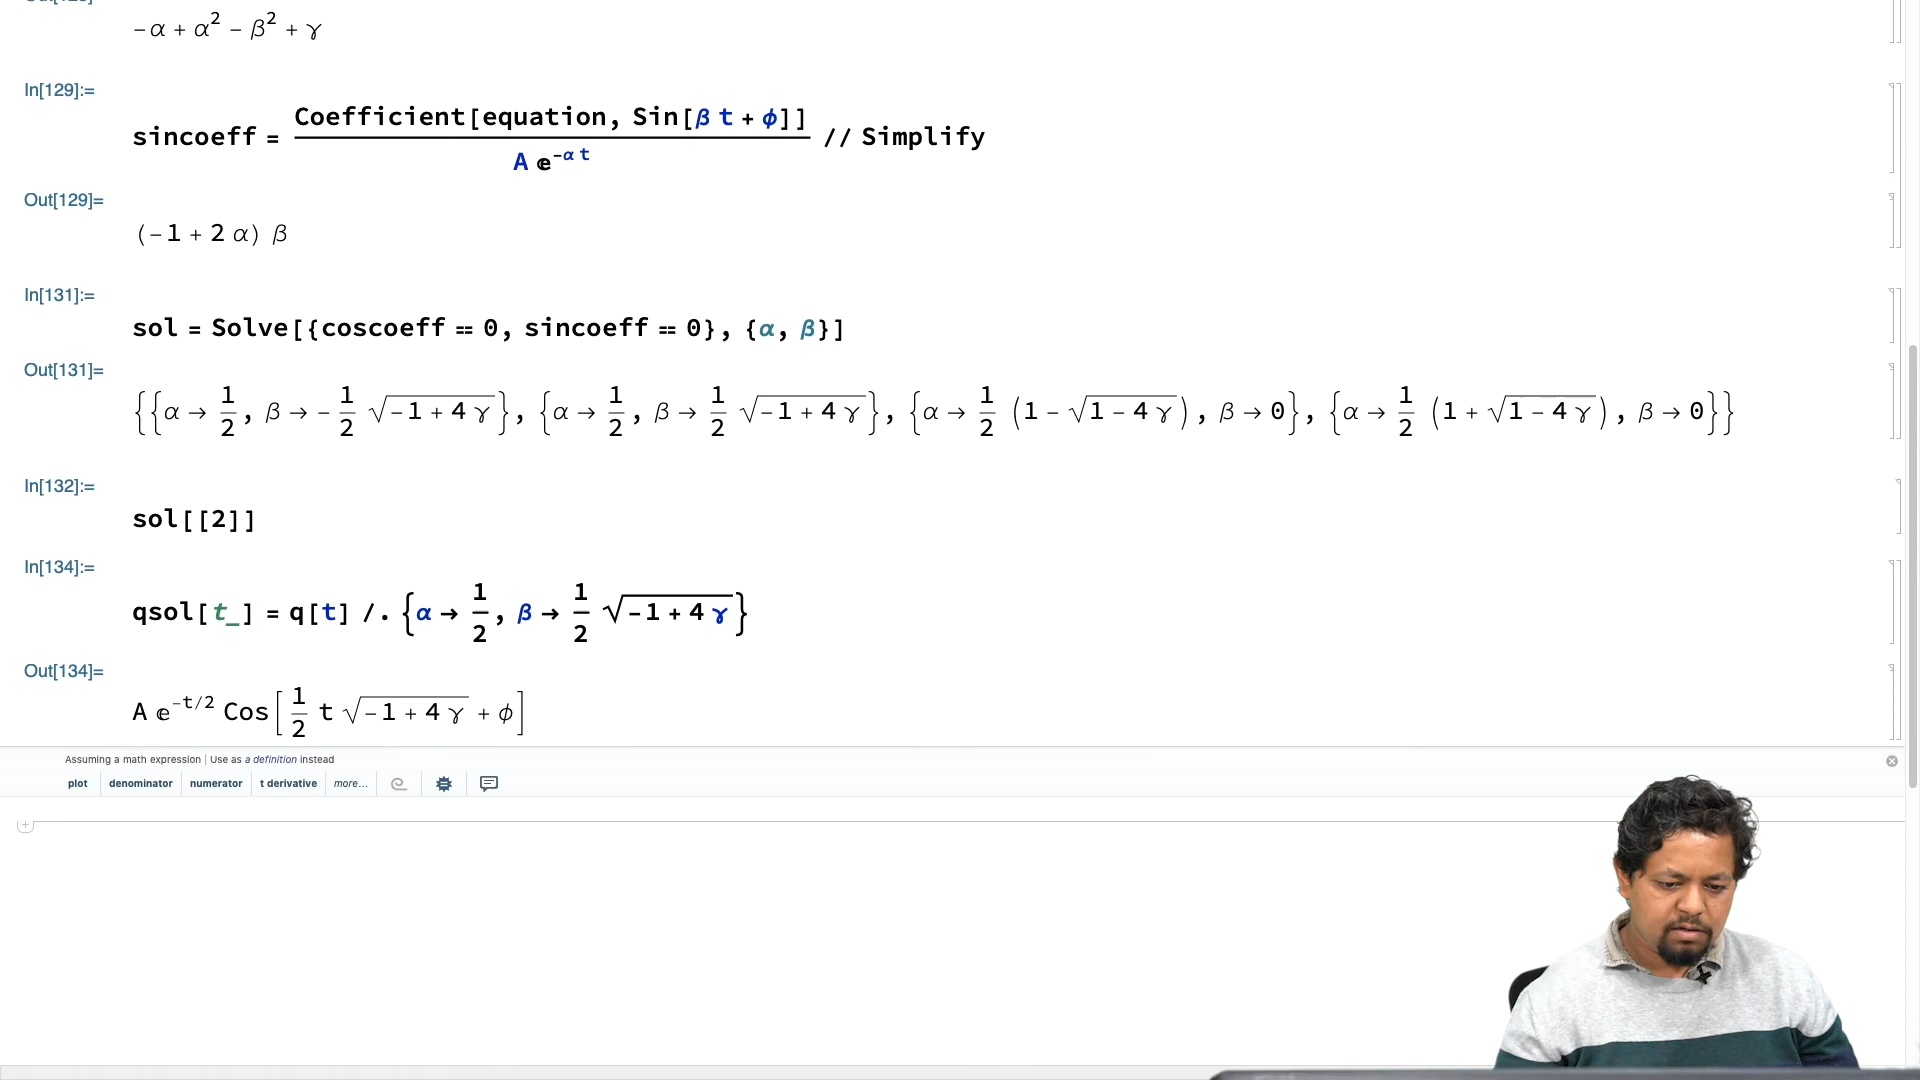 -α + α² - β² + γ
In[129]:=
sincoeff = Coefficient[equation, Sin[β t + ϕ]] / A ⅇ^(-α t) // Simplify
Out[129]=
(-1 + 2 α) β
In[131]:=
sol = Solve[{coscoeff == 0, sincoeff == 0}, {α, β}]
Out[131]=
{{α → 1/2, β → -1/2 √(-1 + 4 γ)}, {α → 1/2, β → 1/2 √(-1 + 4 γ)}, {α → 1/2 (1 - √(1 - 4 γ)), β → 0}, {α → 1/2 (1 + √(1 - 4 γ)), β → 0}}
In[132]:=
sol[[2]]
In[134]:=
qsol[t_] = q[t] /. {α → 1/2, β → 1/2 √(-1 + 4 γ)}
Out[134]=
A ⅇ^(-t/2) Cos[1/2 t √(-1 + 4 γ) + ϕ]
Assuming a math expression | Use as a definition instead
plot denominator numerator t derivative more...